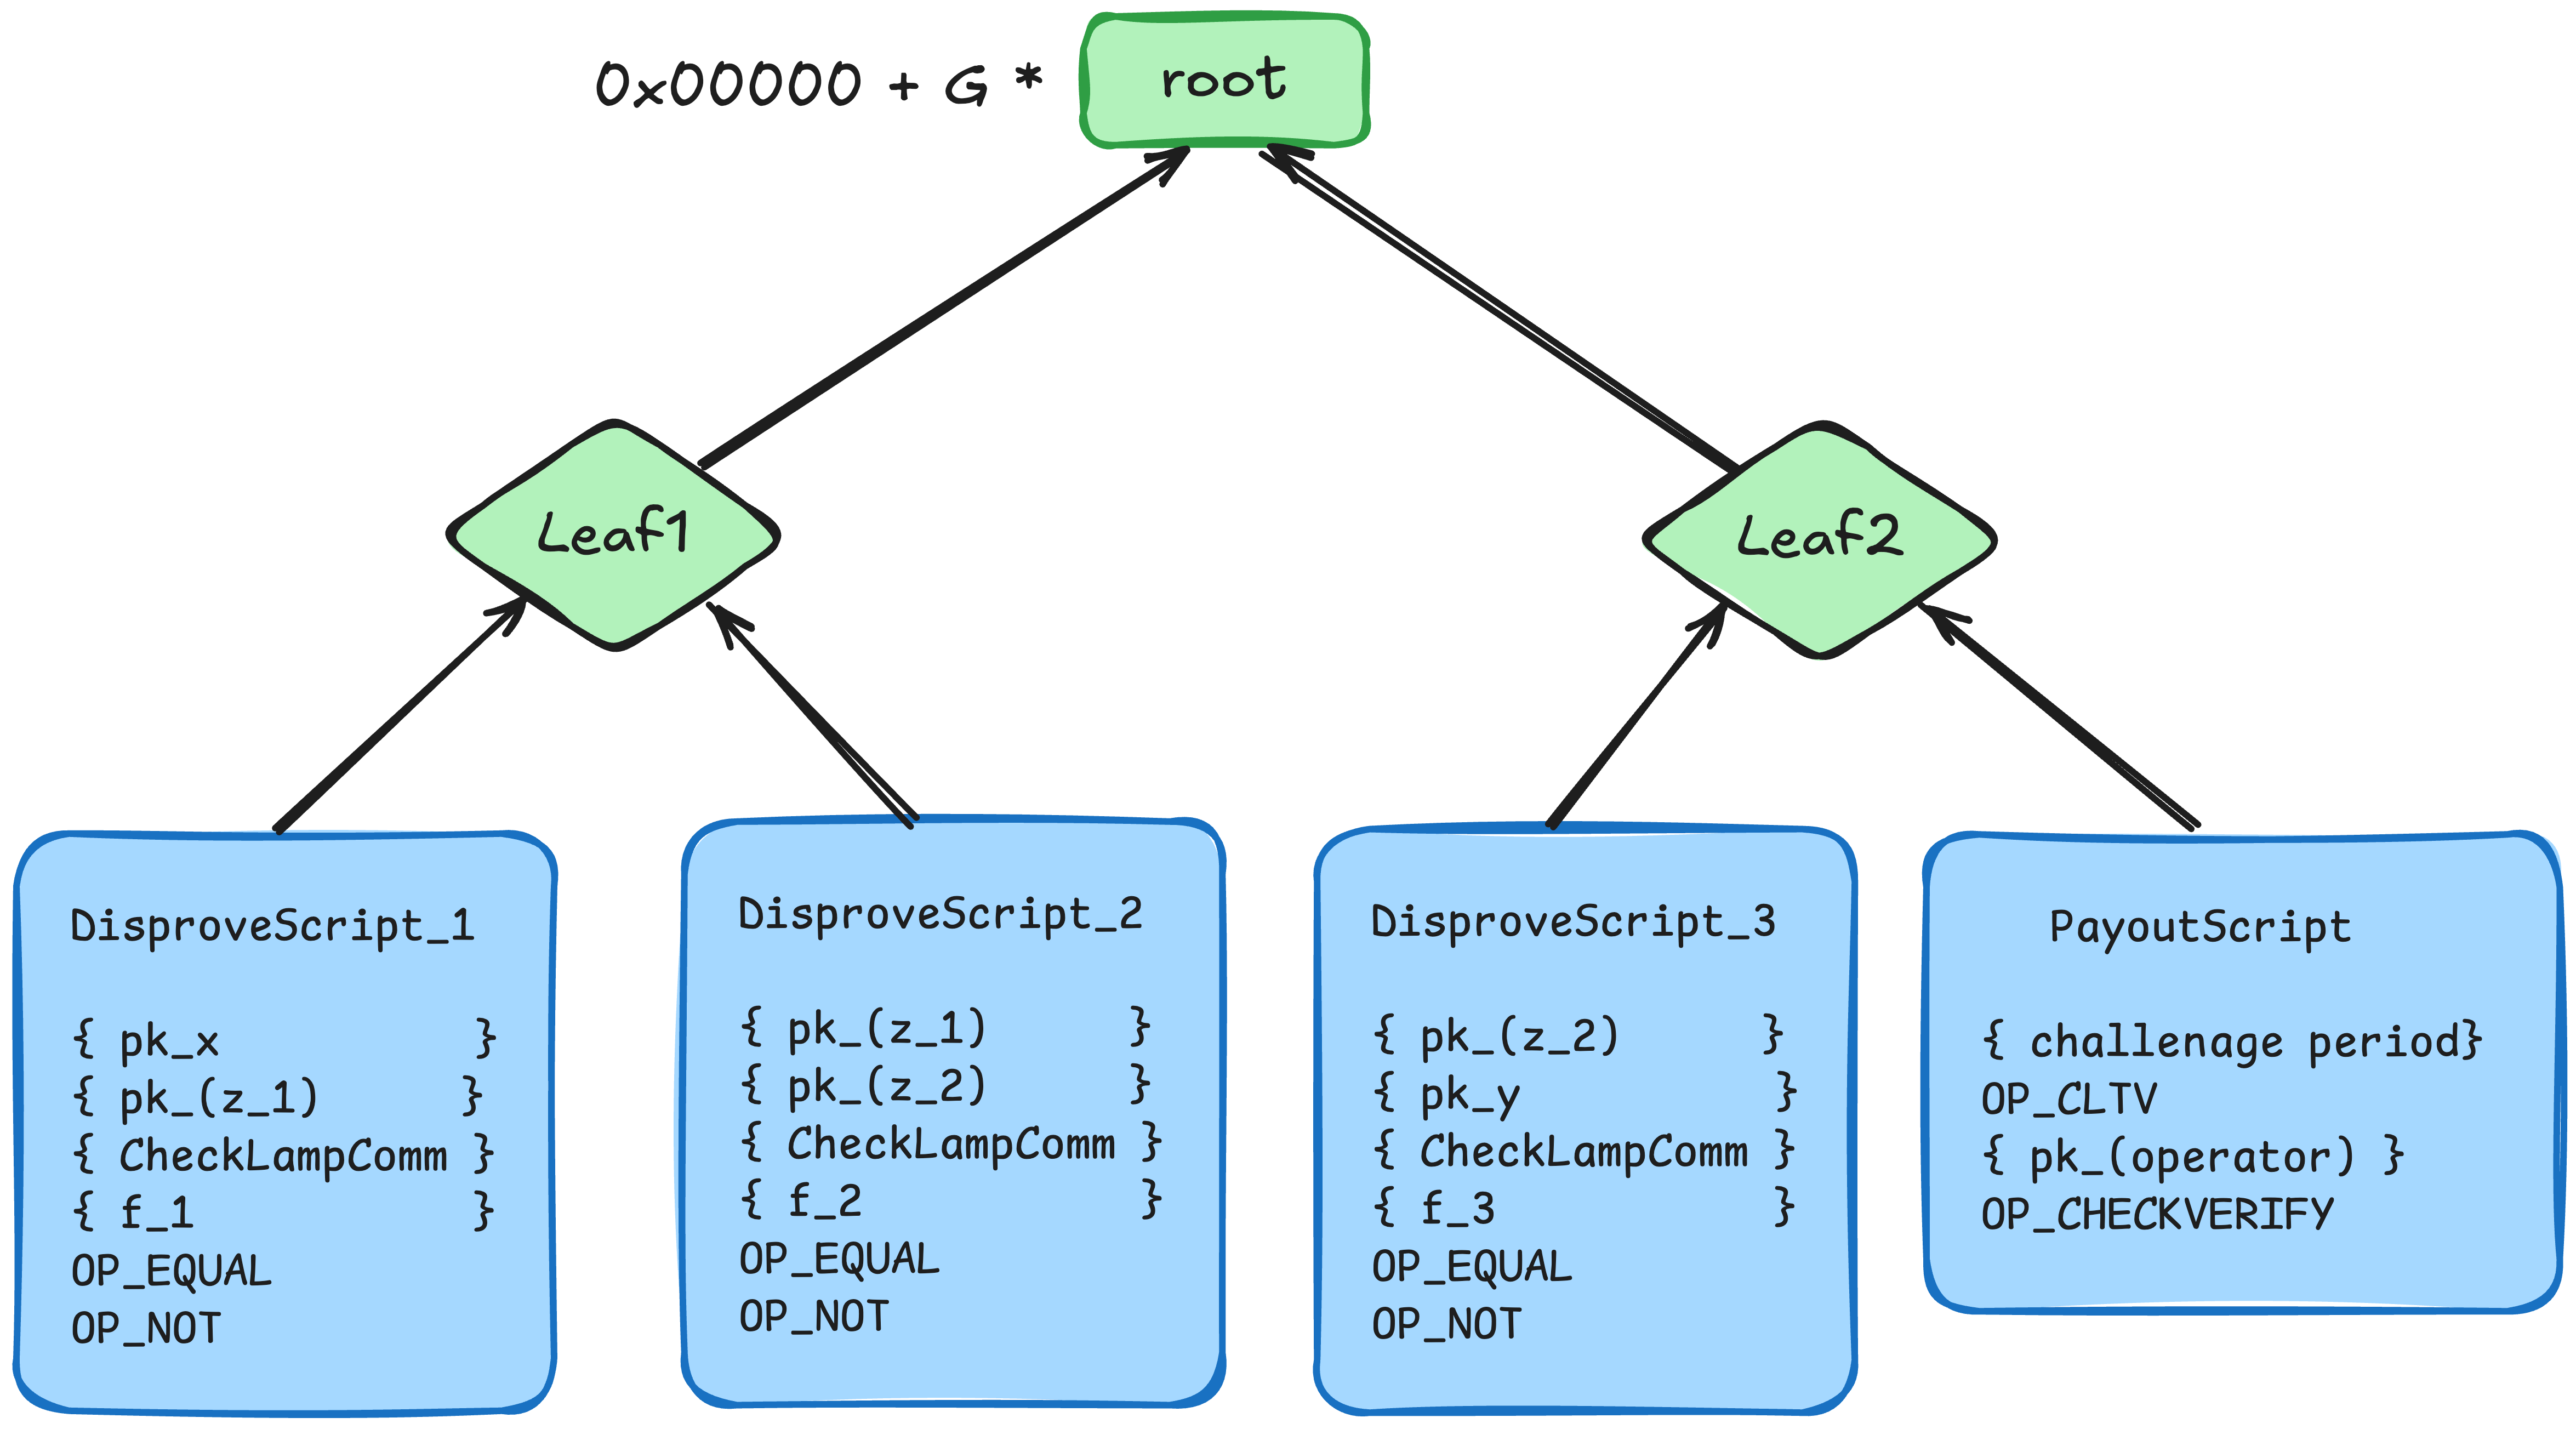 0x00000 + G * root
Leaf1
Leaf2
DisproveScript_1
{ pk_x }
{ pk_(z_1) }
{ CheckLampComm }
{ f_1 }
OP_EQUAL
OP_NOT
DisproveScript_2
{ pk_(z_1) }
{ pk_(z_2) }
{ CheckLampComm }
{ f_2 }
OP_EQUAL
OP_NOT
DisproveScript_3
{ pk_(z_2) }
{ pk_y }
{ CheckLampComm }
{ f_3 }
OP_EQUAL
OP_NOT
PayoutScript
{ challenage period}
OP_CLTV
{ pk_(operator) }
OP_CHECKVERIFY